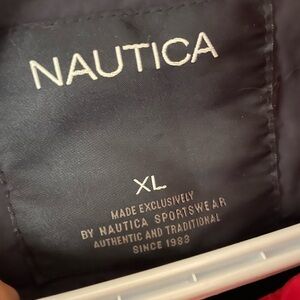 NAUTICA
XL
MADE EXCLUSIVELY
BY NAUTICA SPORTSWEAR
AUTHENTIC AND TRADITIONAL
SINCE 1983